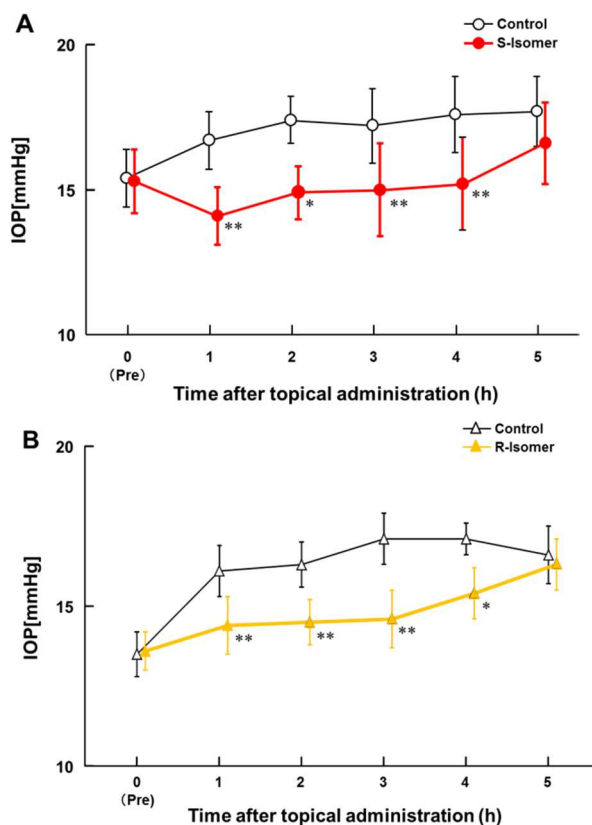 A
Control
S-Isomer
20
15
10
IOP[mmHg]
**
*
**
**
0 1 2 3 4 5
(Pre)
Time after topical administration (h)
B
Control
R-Isomer
20
15
10
IOP[mmHg]
**
**
**
*
0 1 2 3 4 5
(Pre)
Time after topical administration (h)